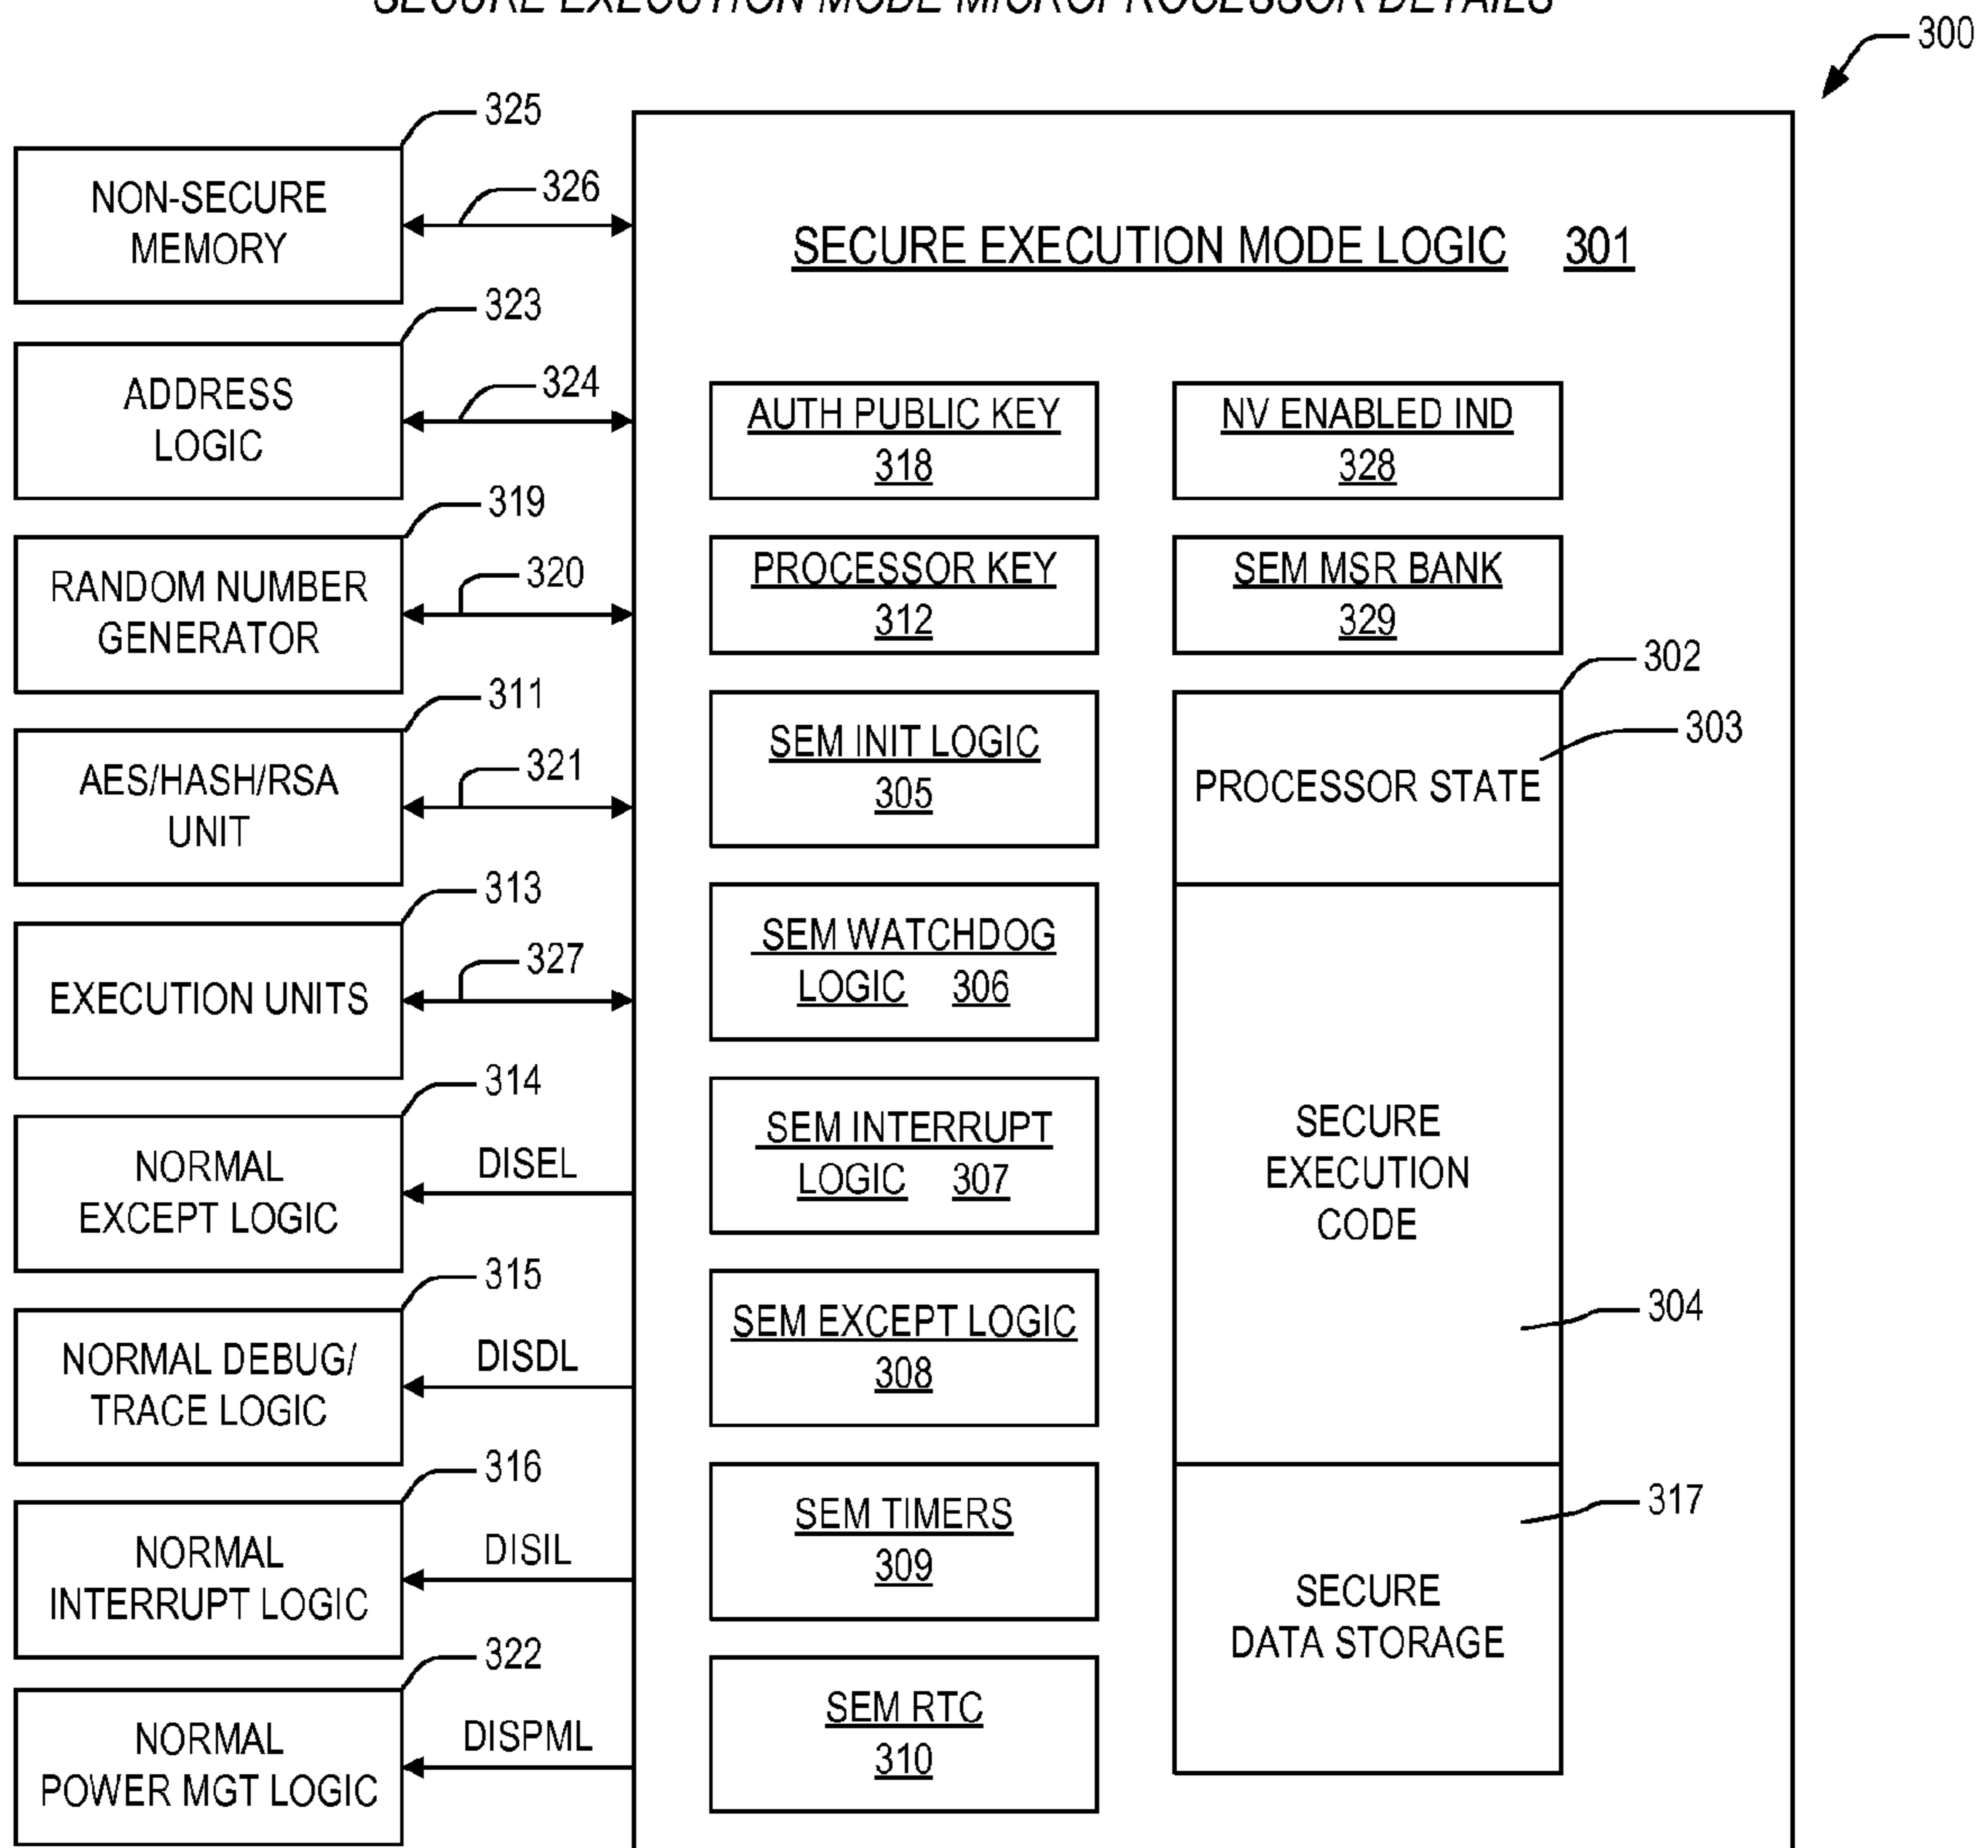 SECURE EXECUTION MODE MICROPROCESSOR DETAILS
300
325
NON-SECURE
MEMORY
326
SECURE EXECUTION MODE LOGIC 301
323
ADDRESS
LOGIC
324
319
RANDOM NUMBER
GENERATOR
320
311
AES/HASH/RSA
UNIT
321
313
EXECUTION UNITS
327
314
NORMAL
EXCEPT LOGIC
DISEL
315
NORMAL DEBUG/
TRACE LOGIC
DISDL
316
NORMAL
INTERRUPT LOGIC
DISIL
322
NORMAL
POWER MGT LOGIC
DISPML
AUTH PUBLIC KEY
318
PROCESSOR KEY
312
SEM INIT LOGIC
305
SEM WATCHDOG
LOGIC 306
SEM INTERRUPT
LOGIC 307
SEM EXCEPT LOGIC
308
SEM TIMERS
309
SEM RTC
310
NV ENABLED IND
328
SEM MSR BANK
329
302
303
PROCESSOR STATE
SECURE
EXECUTION
CODE
304
317
SECURE
DATA STORAGE